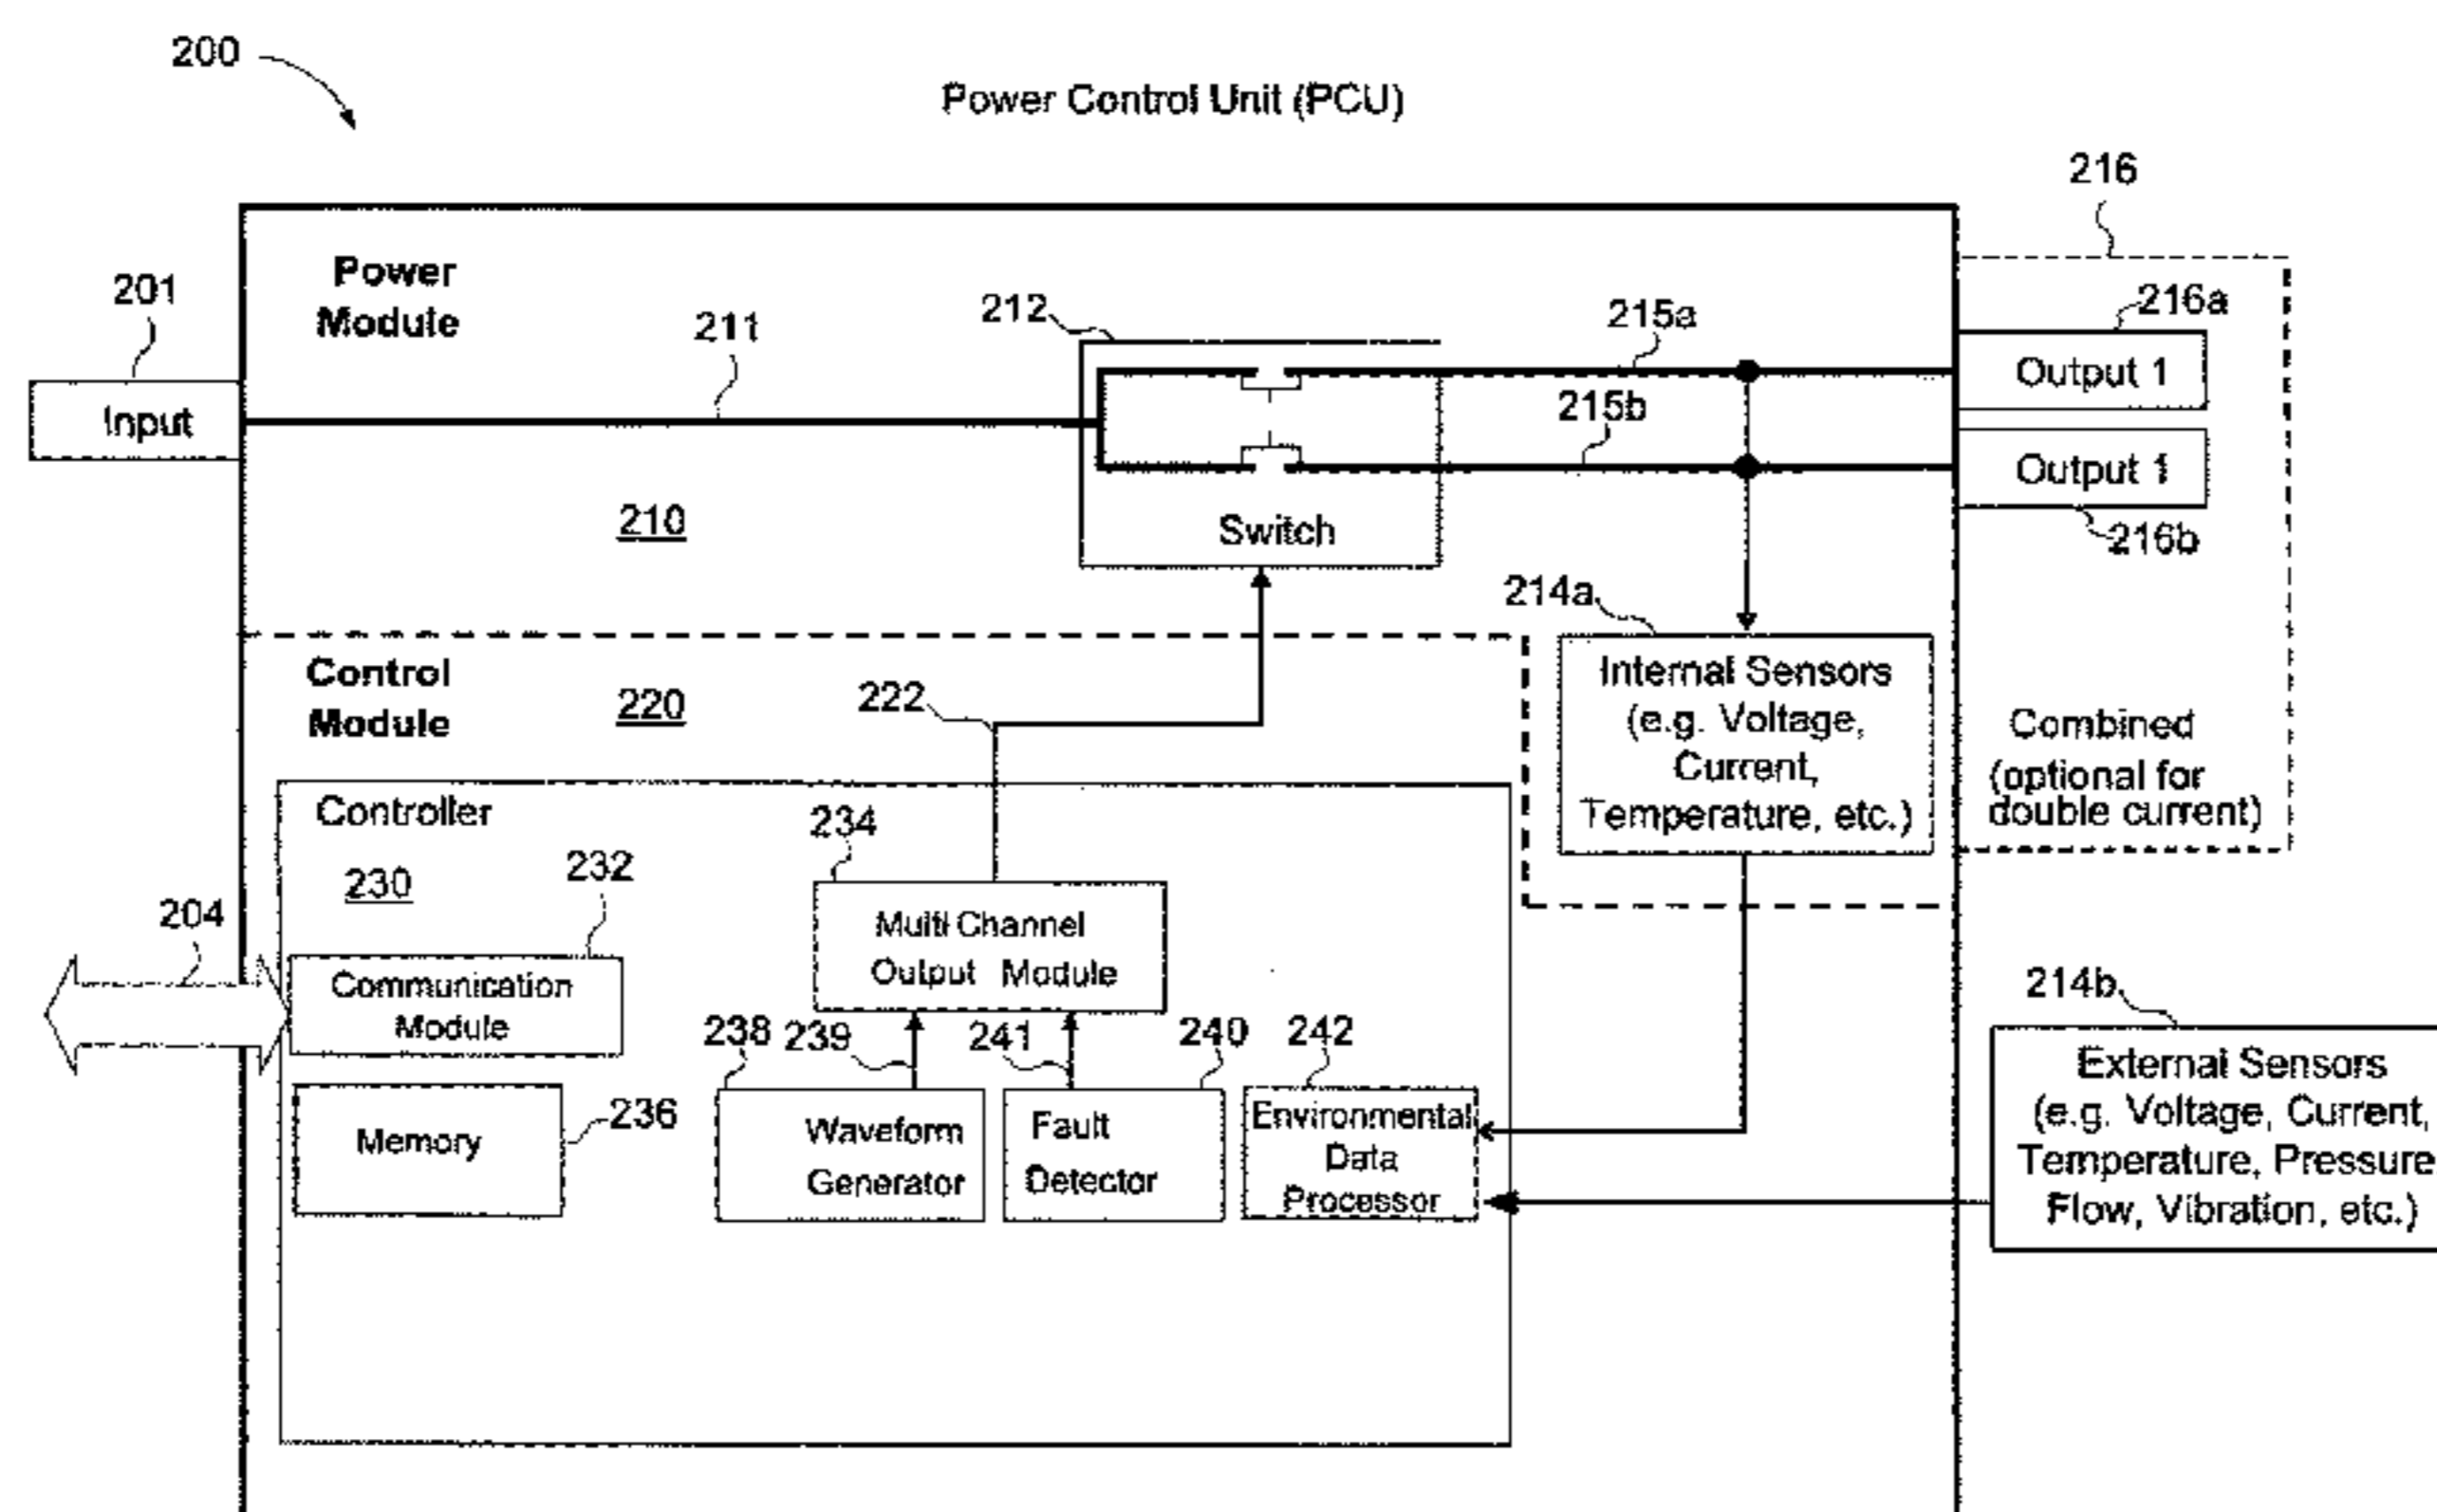 200
Power Control Unit (PCU)
216
Power
Module
201
211
212
215a
216a
Input
Output 1
215b
Output 1
210
Switch
216b
214a
Control
Module
220
222
Internal Sensors
(e.g. Voltage,
Current,
Temperature, etc.)
Combined
(optional for
double current)
Controller
234
230
232
204
Multi Channel
Output Module
Communication
Module
214b
238
239
241
240
242
External Sensors
(e.g. Voltage, Current,
Temperature, Pressure
Flow, Vibration, etc.)
Memory
236
Waveform
Generator
Fault
Detector
Environmental
Data
Processor